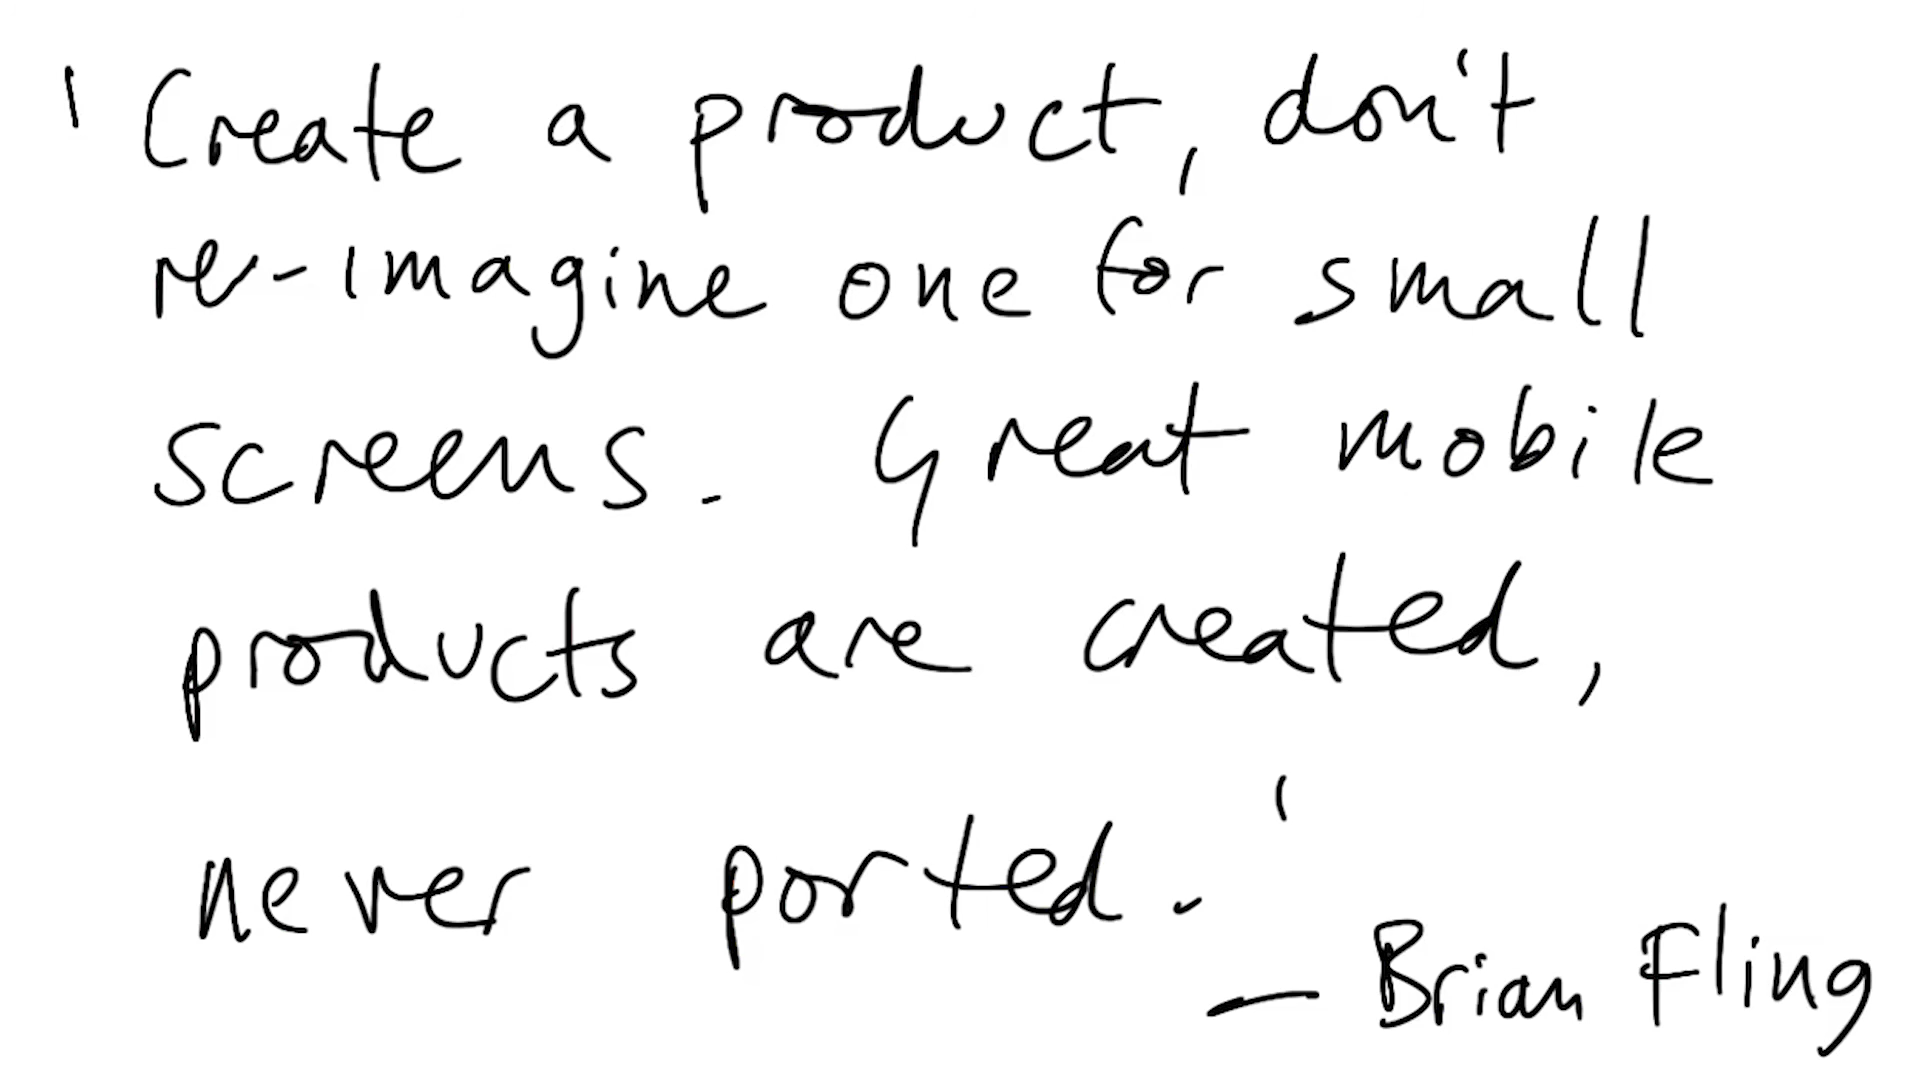 'Create a product, don't
re-imagine one for small
screens. Great mobile
products are created,
never ported.'
— Brian Fling